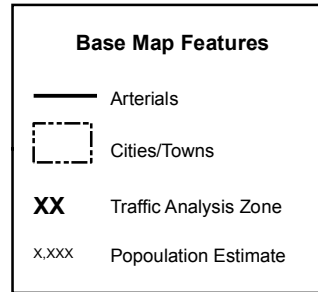 Base Map Features
Arterials
Cities/Towns
XX Traffic Analysis Zone
X,XXX Popoulation Estimate